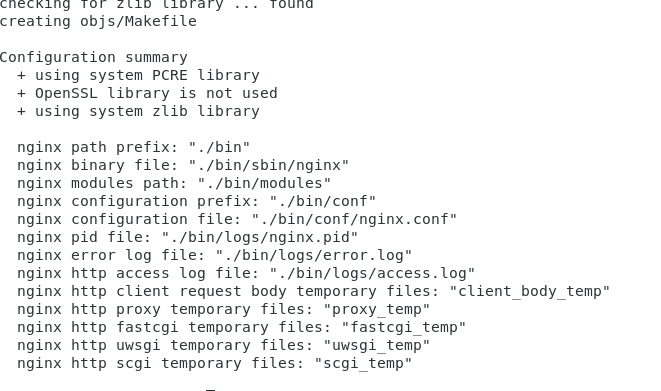 checking for zlib library ... found
creating objs/Makefile
Configuration summary
+ using system PCRE library
+ OpenSSL library is not used
+ using system zlib library
nginx path prefix: "./bin"
nginx binary file: "./bin/sbin/nginx"
nginx modules path: "./bin/modules"
nginx configuration prefix: "./bin/conf"
nginx configuration file: "./bin/conf/nginx.conf"
nginx pid file: "./bin/logs/nginx.pid"
nginx error log file: "./bin/logs/error.log"
nginx http access log file: "./bin/logs/access.log"
nginx http client request body temporary files: "client_body_temp"
nginx http proxy temporary files: "proxy_temp"
nginx http fastcgi temporary files: "fastcgi_temp"
nginx http uwsgi temporary files: "uwsgi_temp"
nginx http scgi temporary files: "scgi_temp"